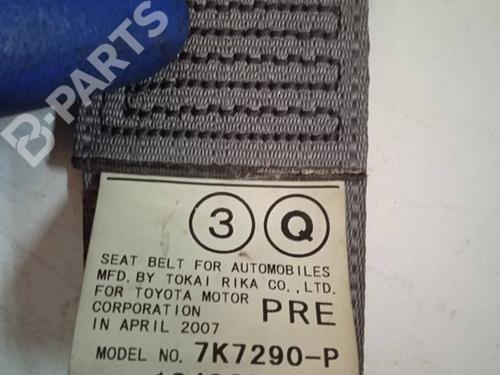 B-PARTS
3 Q
SEAT BELT FOR AUTOMOBILES
MFD. BY TOKAI RIKA CO.,LTD.
FOR TOYOTA MOTOR
CORPORATION PRE
IN APRIL 2007
MODEL NO. 7K7290-P